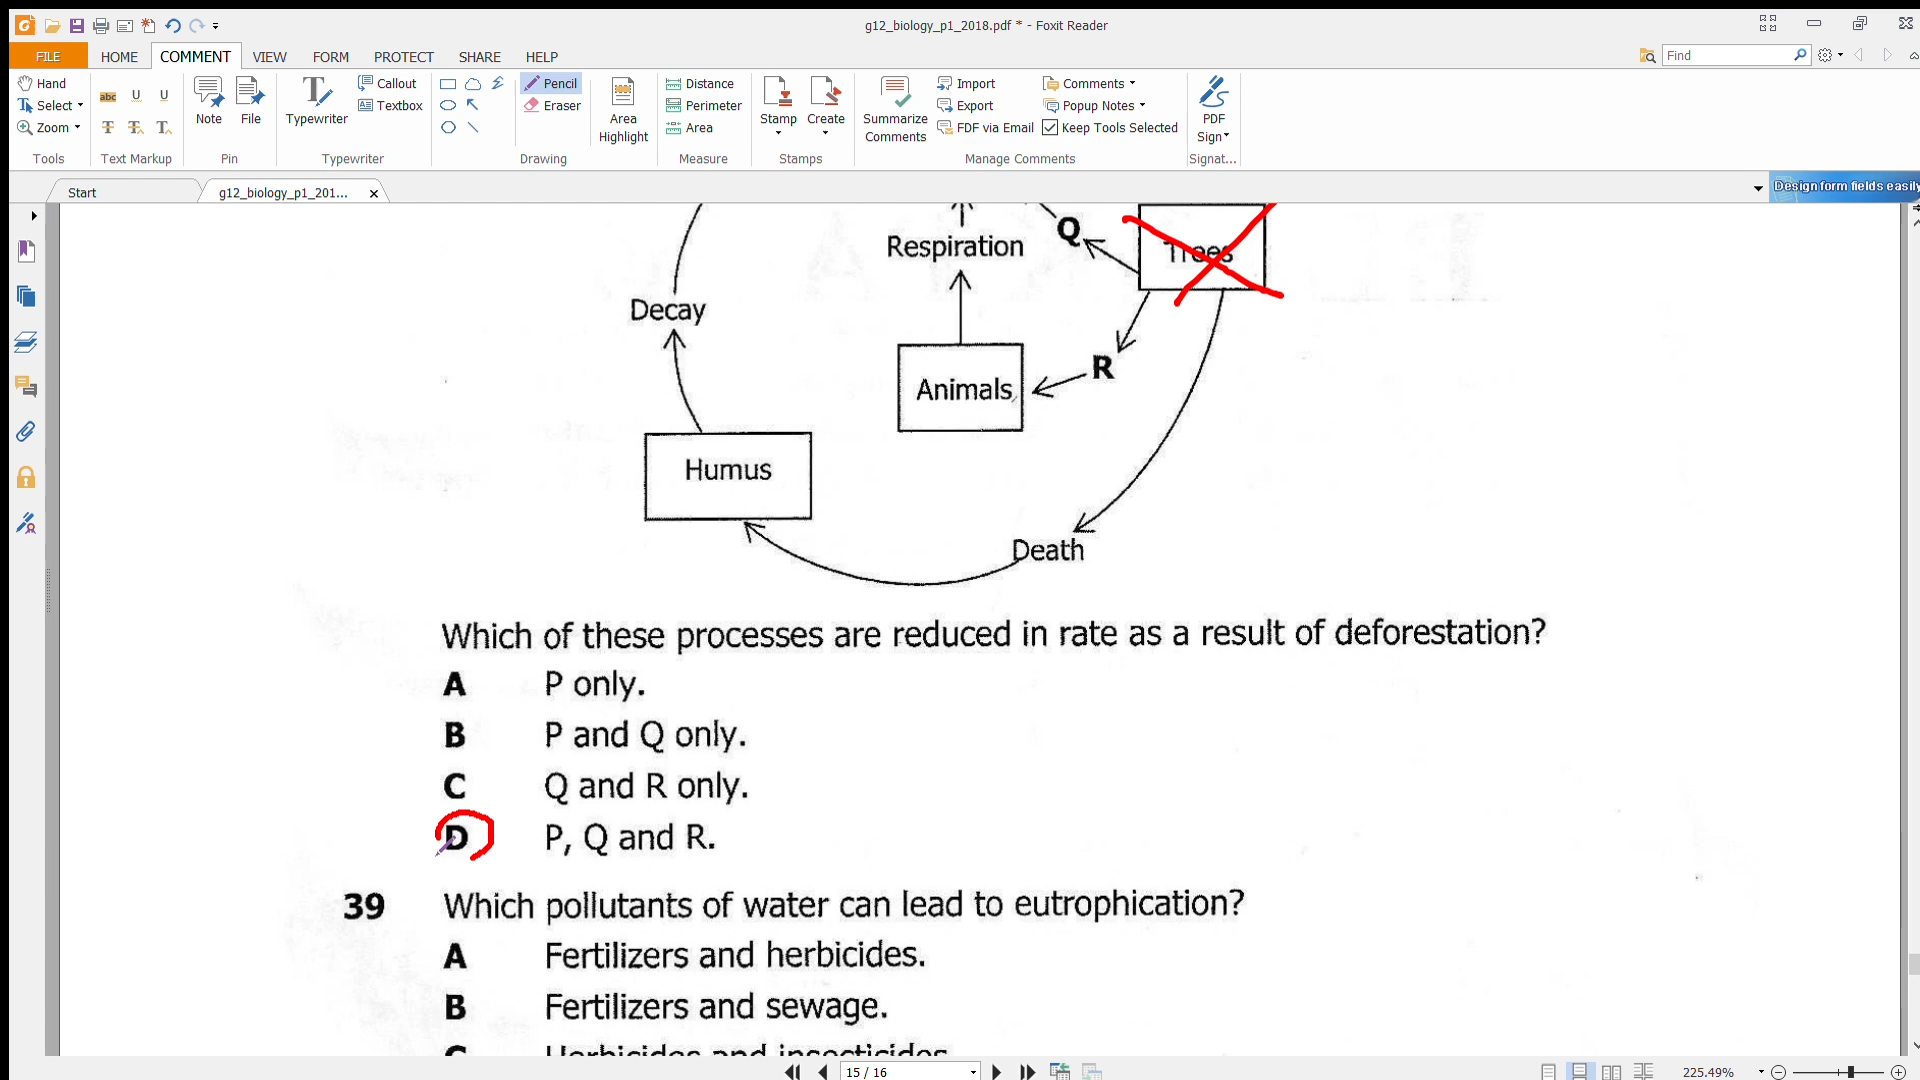 g12_biology_p1_2018.pdf * - Foxit Reader
FILE HOME COMMENT VIEW FORM PROTECT SHARE HELP
Find
Hand
Select
Zoom
Tools
abc U U
T T T
Text Markup
Note
File
Pin
Typewriter
Callout
Textbox
Typewriter
Pencil
Eraser
Drawing
Area
Highlight
Distance
Perimeter
Area
Measure
Stamp
Create
Stamps
Summarize
Comments
Import
Export
FDF via Email
Comments
Popup Notes
Keep Tools Selected
Manage Comments
PDF
Sign
Signat...
Start
g12_biology_p1_201...
Design form fields easily
Respiration
Q
Trees
Decay
R
Animals
Humus
Death
Which of these processes are reduced in rate as a result of deforestation?
A P only.
B P and Q only.
C Q and R only.
D P, Q and R.
39 Which pollutants of water can lead to eutrophication?
A Fertilizers and herbicides.
B Fertilizers and sewage.
C Herbicides and insecticides.
15 / 16
225.49%